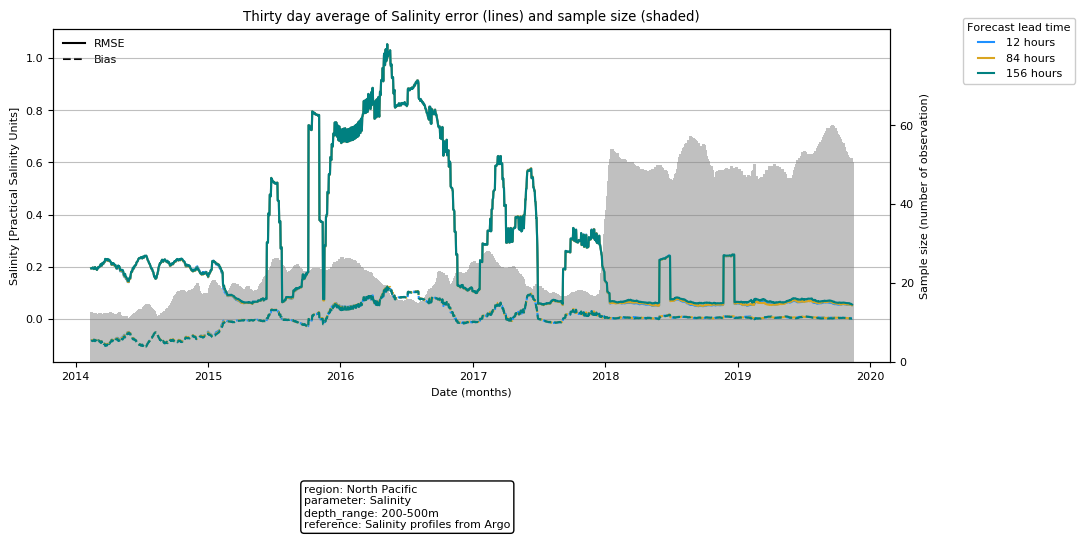 Thirty day average of Salinity error (lines) and sample size (shaded)
Forecast lead time
12 hours
84 hours
156 hours
RMSE
Bias
Salinity [Practical Salinity Units]
1.0
0.8
0.6
0.4
0.2
0.0
Sample size (number of observation)
60
40
20
0
2014 2015 2016 2017 2018 2019 2020
Date (months)
region: North Pacific
parameter: Salinity
depth_range: 200-500m
reference: Salinity profiles from Argo